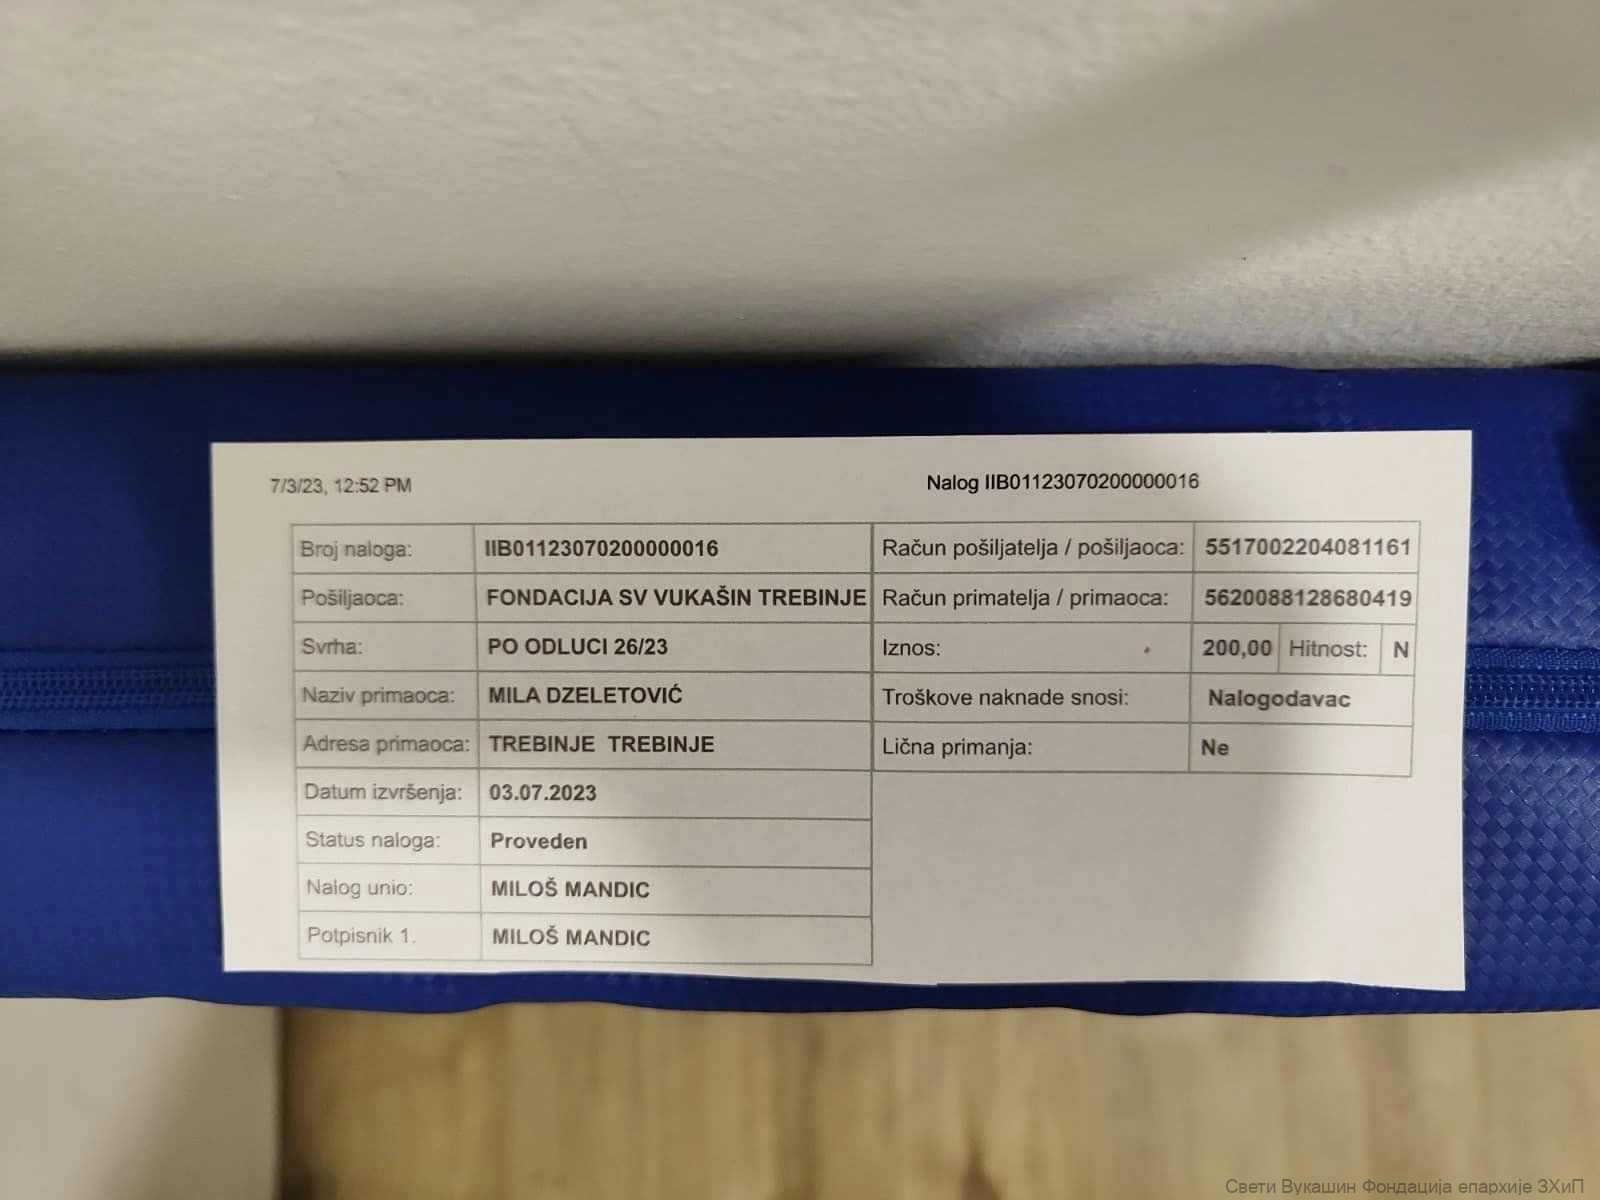 7/3/23, 12:52 PM
Nalog IIB01123070200000016
Broj naloga: IIB01123070200000016 Račun pošiljatelja / pošiljaoca: 5517002204081161
Pošiljaoca: FONDACIJA SV VUKAŠIN TREBINJE Račun primatelja / primaoca: 5620088128680419
Svrha: PO ODLUCI 26/23 Iznos: 200,00 Hitnost: N
Naziv primaoca: MILA DZELETOVIĆ Troškove naknade snosi: Nalogodavac
Adresa primaoca: TREBINJE TREBINJE Lična primanja: Ne
Datum izvršenja: 03.07.2023
Status naloga: Proveden
Nalog unio: MILOŠ MANDIC
Potpisnik 1. MILOŠ MANDIC
Свети Вукашин Фондација епархије ЗХиП